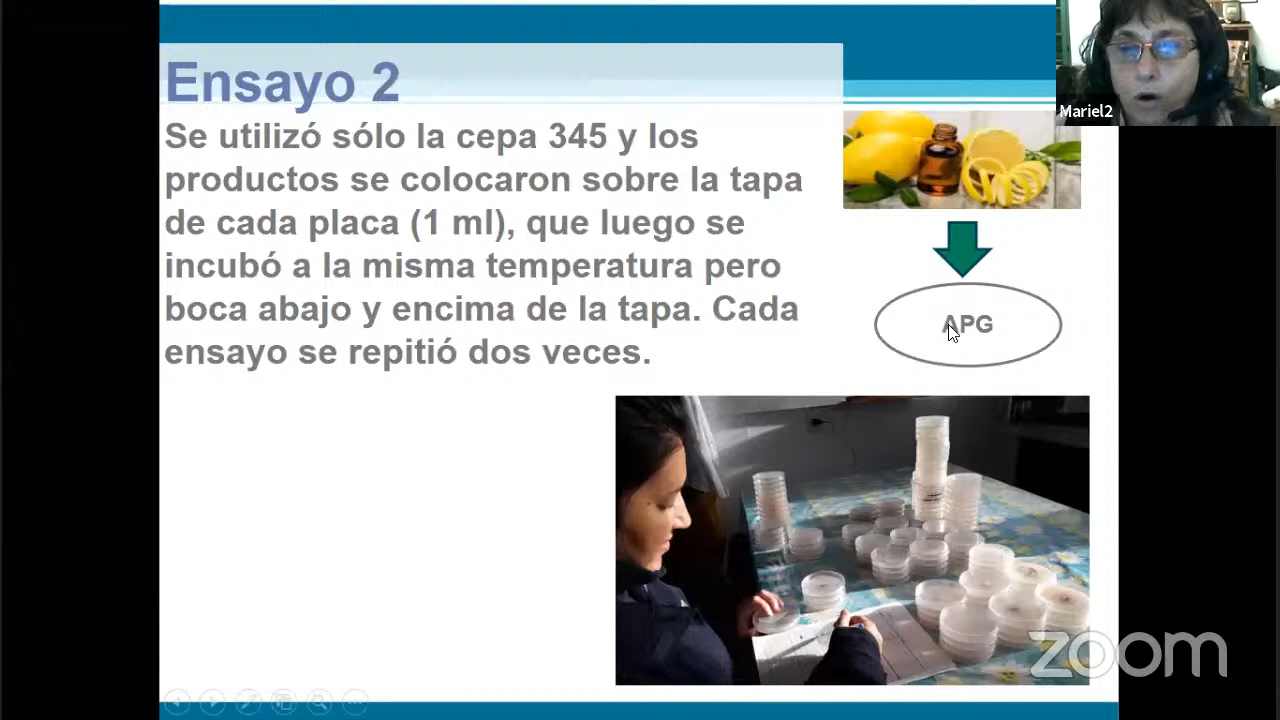 Ensayo 2
Se utilizó sólo la cepa 345 y los
productos se colocaron sobre la tapa
de cada placa (1 ml), que luego se
incubó a la misma temperatura pero
boca abajo y encima de la tapa. Cada
ensayo se repitió dos veces.
APG
Mariel2
zoom